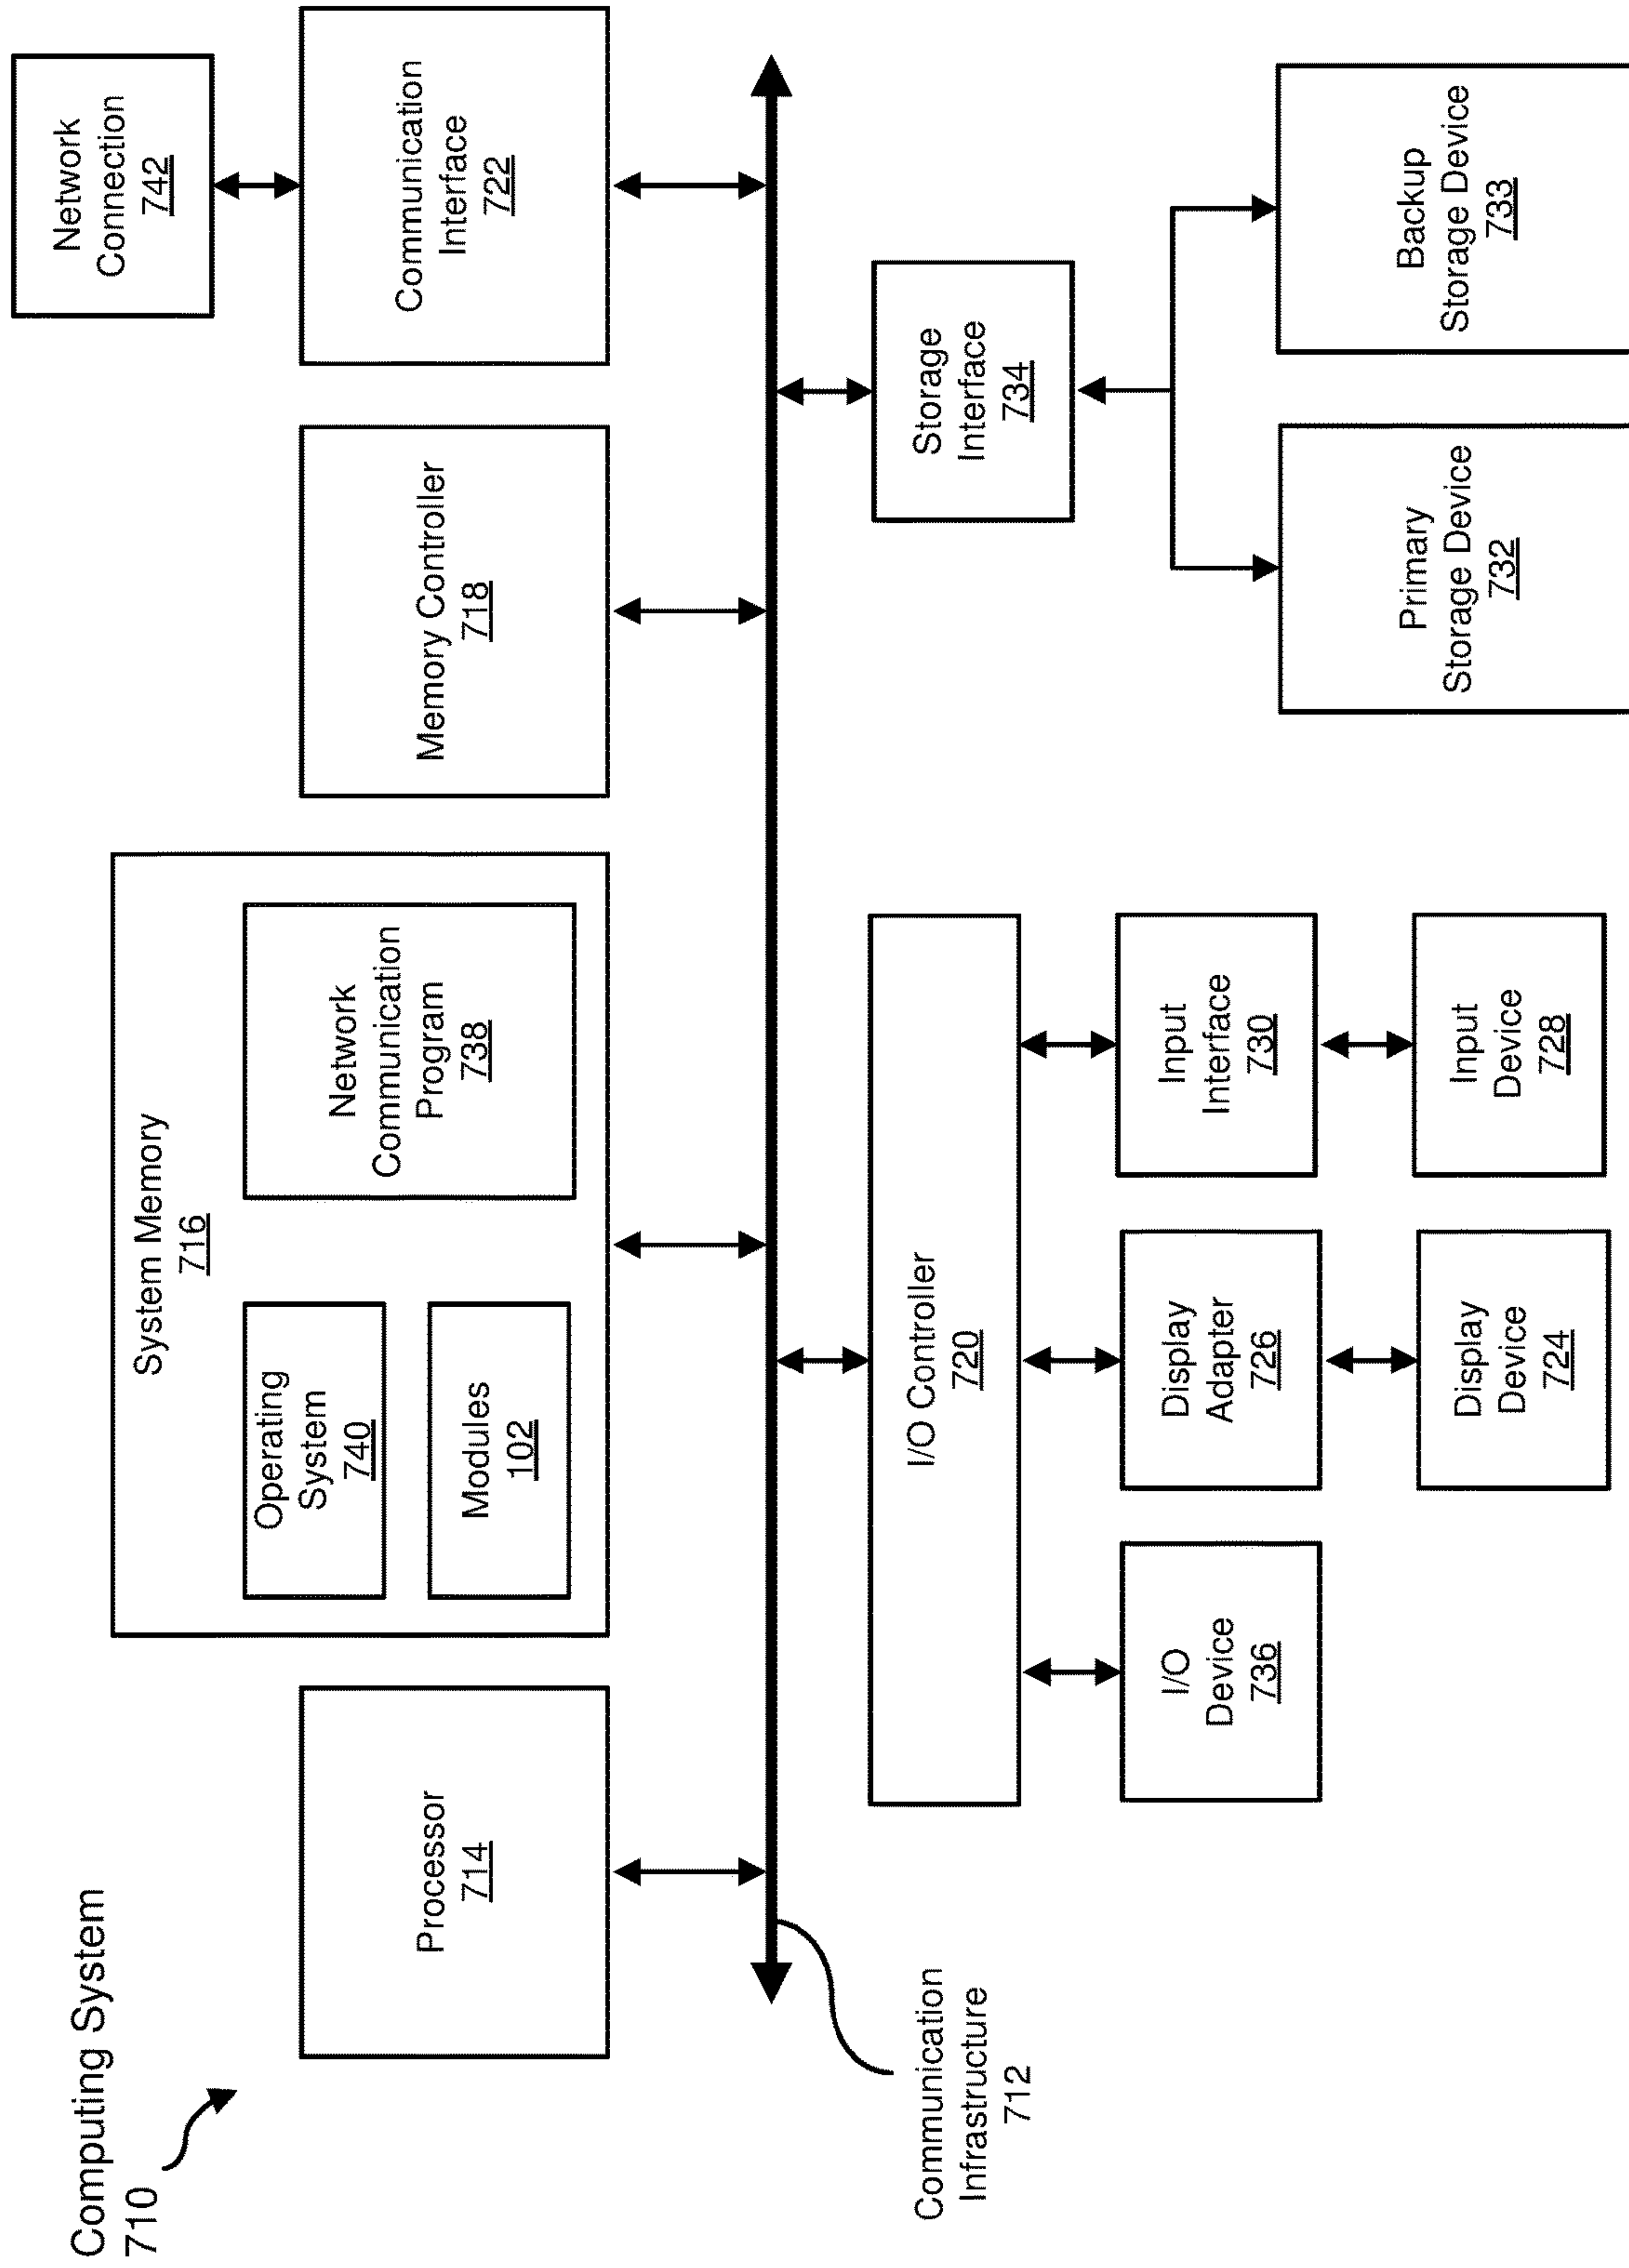 Computing System
710
Processor
714
System Memory
716
Operating
System
740
Modules
102
Network
Communication
Program
738
Memory Controller
718
Network
Connection
742
Communication
Interface
722
Communication
Infrastructure
712
I/O Controller
720
I/O
Device
736
Display
Adapter
726
Input
Interface
730
Display
Device
724
Input
Device
728
Storage
Interface
734
Primary
Storage Device
732
Backup
Storage Device
733